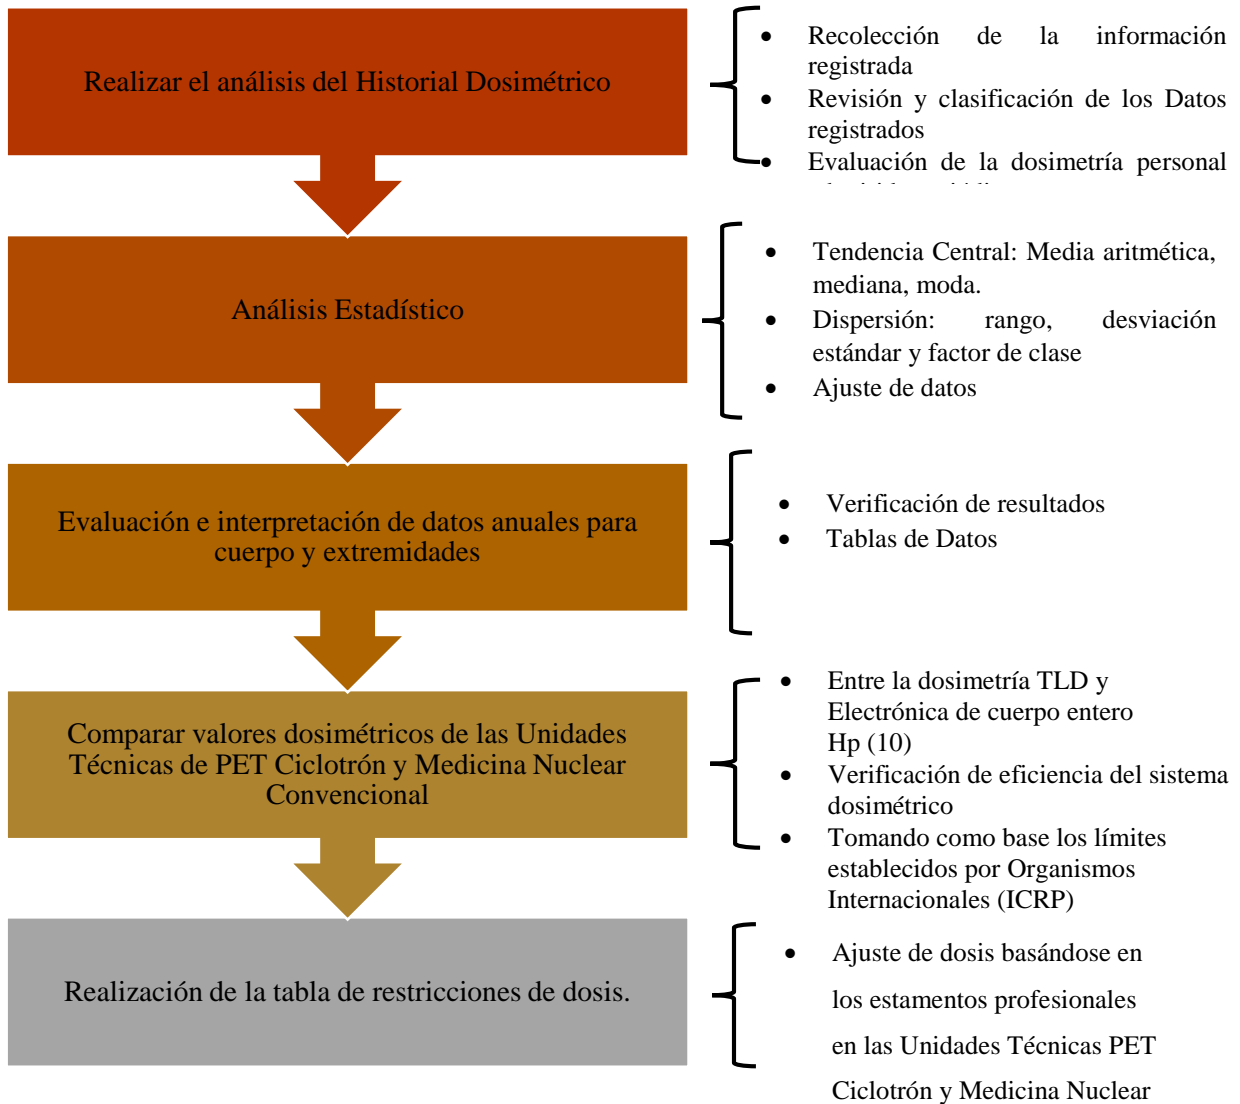 Realizar el análisis del Historial Dosimétrico
• Recolección de la información
registrada
• Revisión y clasificación de los Datos
registrados
• Evaluación de la dosimetría personal
Análisis Estadístico
• Tendencia Central: Media aritmética,
mediana, moda.
• Dispersión: rango, desviación
estándar y factor de clase
• Ajuste de datos
Evaluación e interpretación de datos anuales para
cuerpo y extremidades
• Verificación de resultados
• Tablas de Datos
Comparar valores dosimétricos de las Unidades
Técnicas de PET Ciclotrón y Medicina Nuclear
Convencional
• Entre la dosimetría TLD y
Electrónica de cuerpo entero
Hp (10)
• Verificación de eficiencia del sistema
dosimétrico
• Tomando como base los límites
establecidos por Organismos
Internacionales (ICRP)
Realización de la tabla de restricciones de dosis.
• Ajuste de dosis basándose en
los estamentos profesionales
en las Unidades Técnicas PET
Ciclotrón y Medicina Nuclear